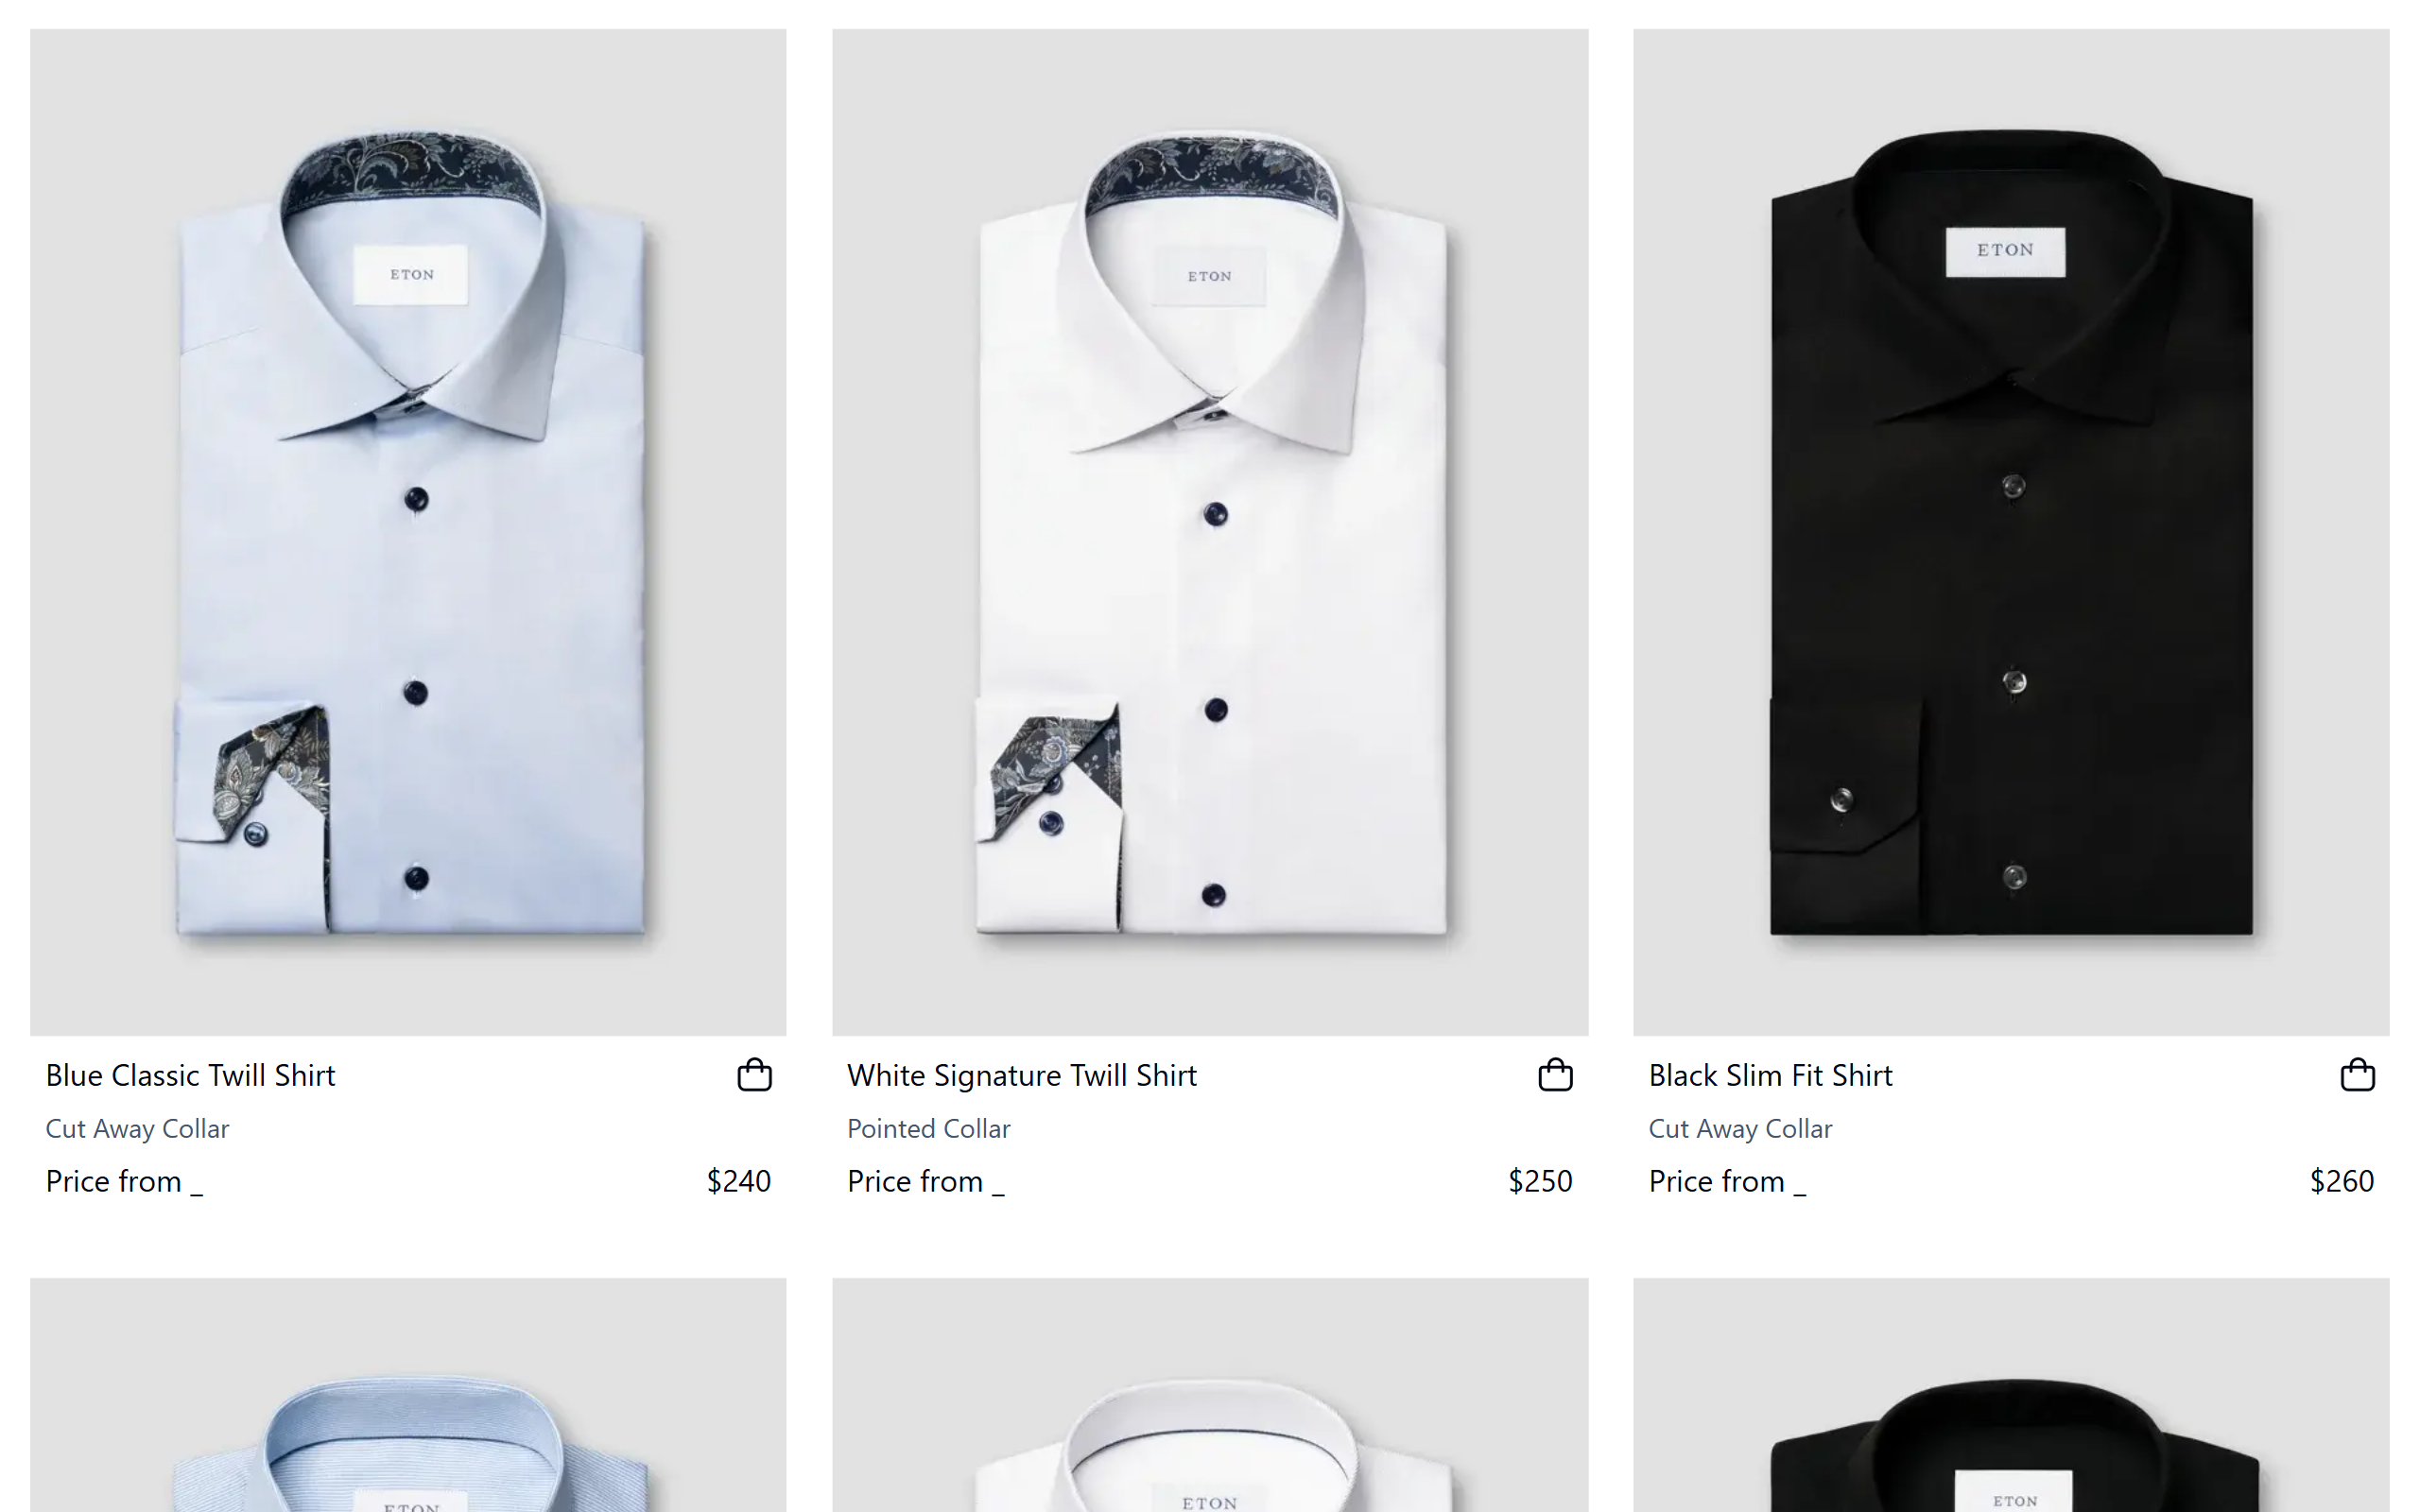 ETON
ETON
ETON
Blue Classic Twill Shirt
Cut Away Collar
Price from _ $240
White Signature Twill Shirt
Pointed Collar
Price from _ $250
Black Slim Fit Shirt
Cut Away Collar
Price from _ $260
ETON
ETON
ETON